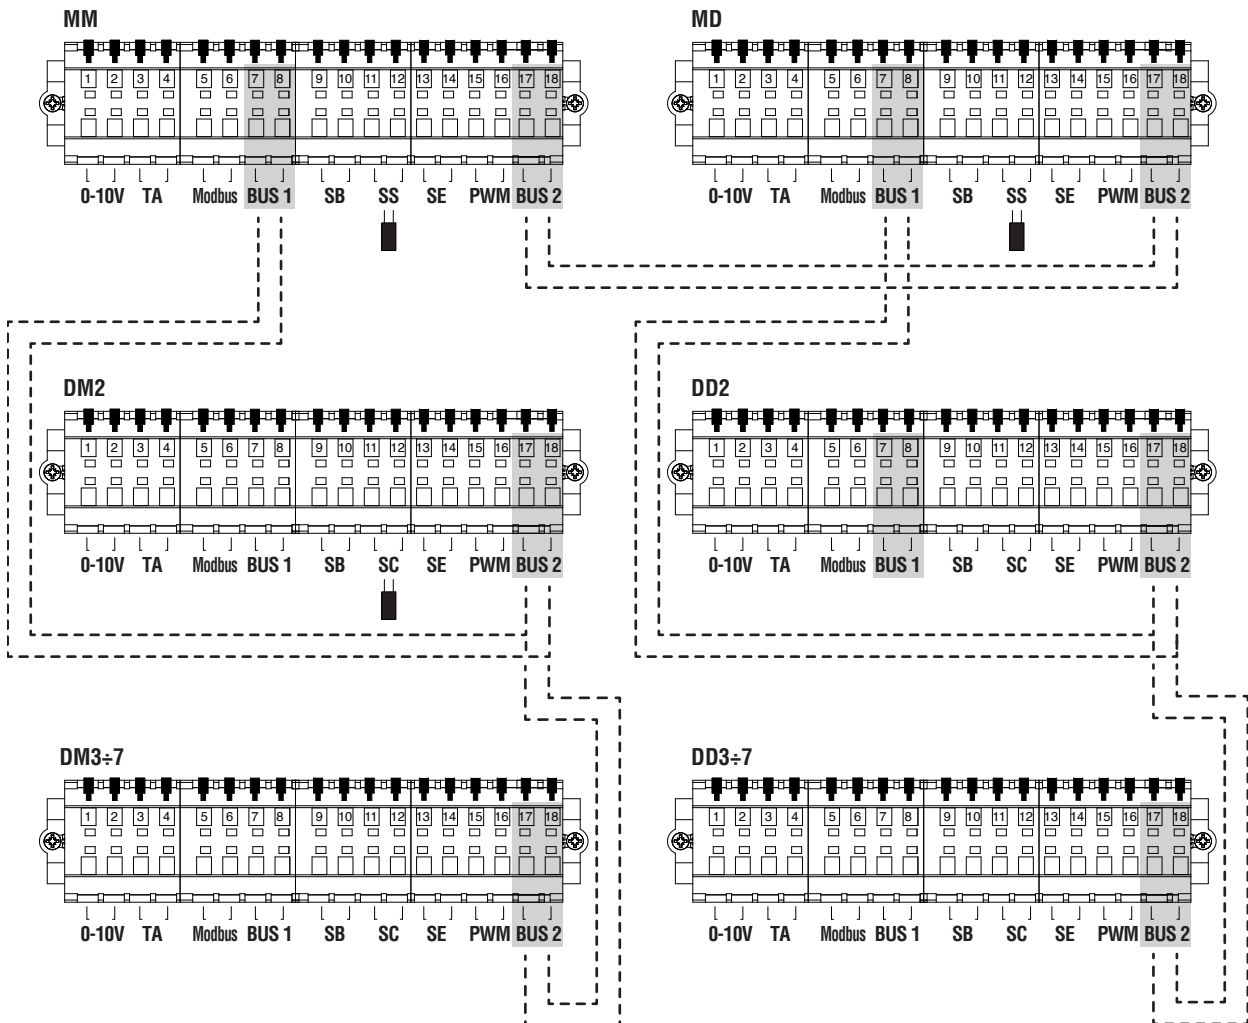 MM MD
1 2 3 4 5 6 7 8 9 10 11 12 13 14 15 16 17 18 1 2 3 4 5 6 7 8 9 10 11 12 13 14 15 16 17 18
0-10V TA Modbus BUS 1 SB SS SE PWM BUS 2 0-10V TA Modbus BUS 1 SB SS SE PWM BUS 2
DM2 DD2
1 2 3 4 5 6 7 8 9 10 11 12 13 14 15 16 17 18 1 2 3 4 5 6 7 8 9 10 11 12 13 14 15 16 17 18
0-10V TA Modbus BUS 1 SB SC SE PWM BUS 2 0-10V TA Modbus BUS 1 SB SC SE PWM BUS 2
DM3÷7 DD3÷7
1 2 3 4 5 6 7 8 9 10 11 12 13 14 15 16 17 18 1 2 3 4 5 6 7 8 9 10 11 12 13 14 15 16 17 18
0-10V TA Modbus BUS 1 SB SC SE PWM BUS 2 0-10V TA Modbus BUS 1 SB SC SE PWM BUS 2